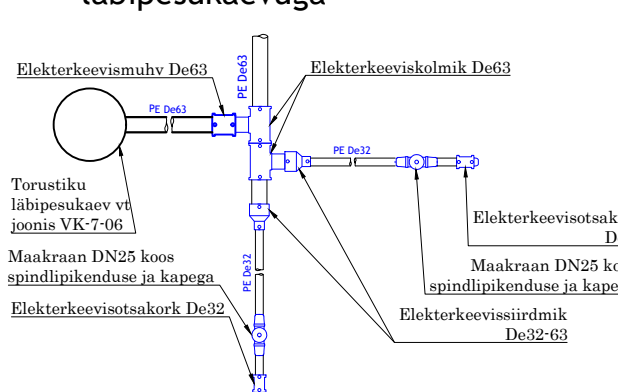 läbipesukaevuga
Elekterkeevismuhv De63
PE De63
PE De63
Elekterkeeviskolmik De63
PE De32
Torustiku
läbipesukaev vt
joonis VK-7-06
Maakraan DN25 koos
spindlipikenduse ja kapega
Elekterkeevisotsakork De32
PE De32
Elekterkeevisotsak
De
Maakraan DN25 ko
spindlipikenduse ja kape
Elekterkeevissiirdmik
De32-63